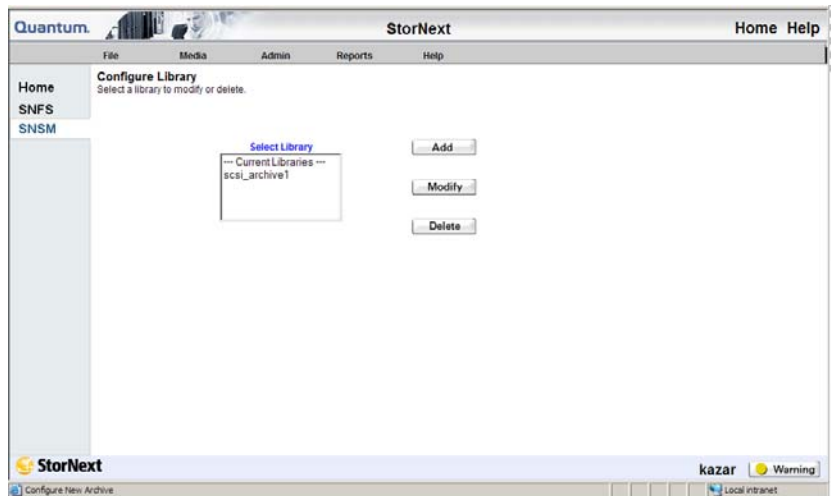 Quantum.
StorNext
Home Help
File Media Admin Reports Help
Home
SNFS
SNSM
Configure Library
Select a library to modify or delete.
Select Library
--- Current Libraries ---
scsi_archive1
Add
Modify
Delete
StorNext
kazar
Warning
Configure New Archive
Local intranet